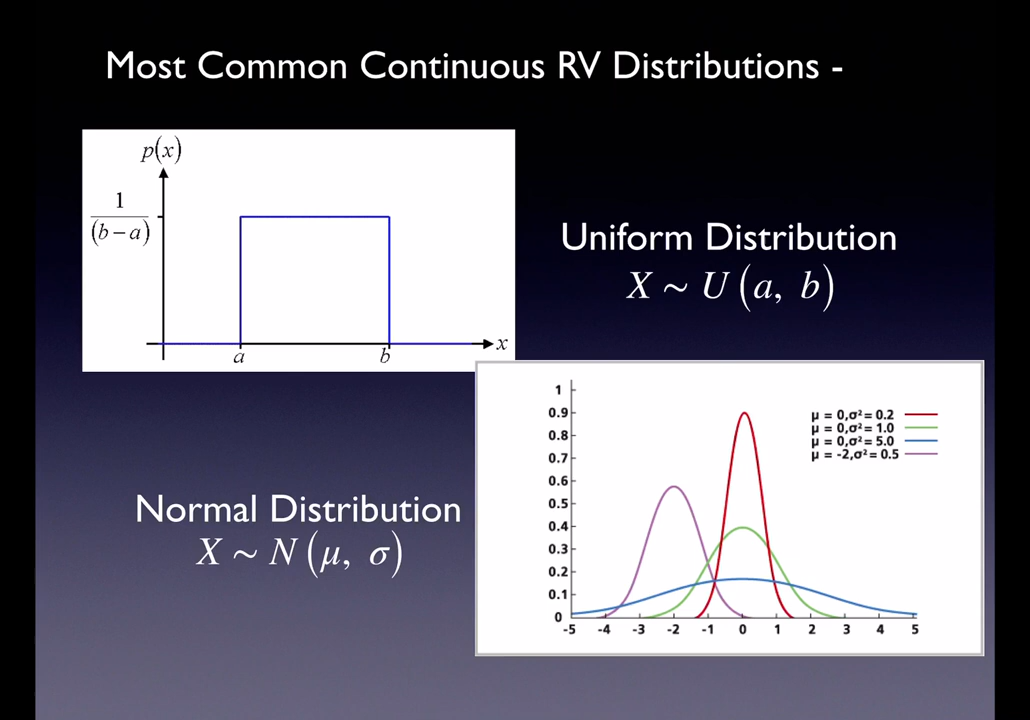 Most Common Continuous RV Distributions -
p(x)
1
(b – a)
a
b
x
Uniform Distribution
X ~ U (a, b)
Normal Distribution
X ~ N (μ, σ)
1
0.9
0.8
0.7
0.6
0.5
0.4
0.3
0.2
0.1
0
-5 -4 -3 -2 -1 0 1 2 3 4 5
μ = 0,σ² = 0.2
μ = 0,σ² = 1.0
μ = 0,σ² = 5.0
μ = -2,σ² = 0.5